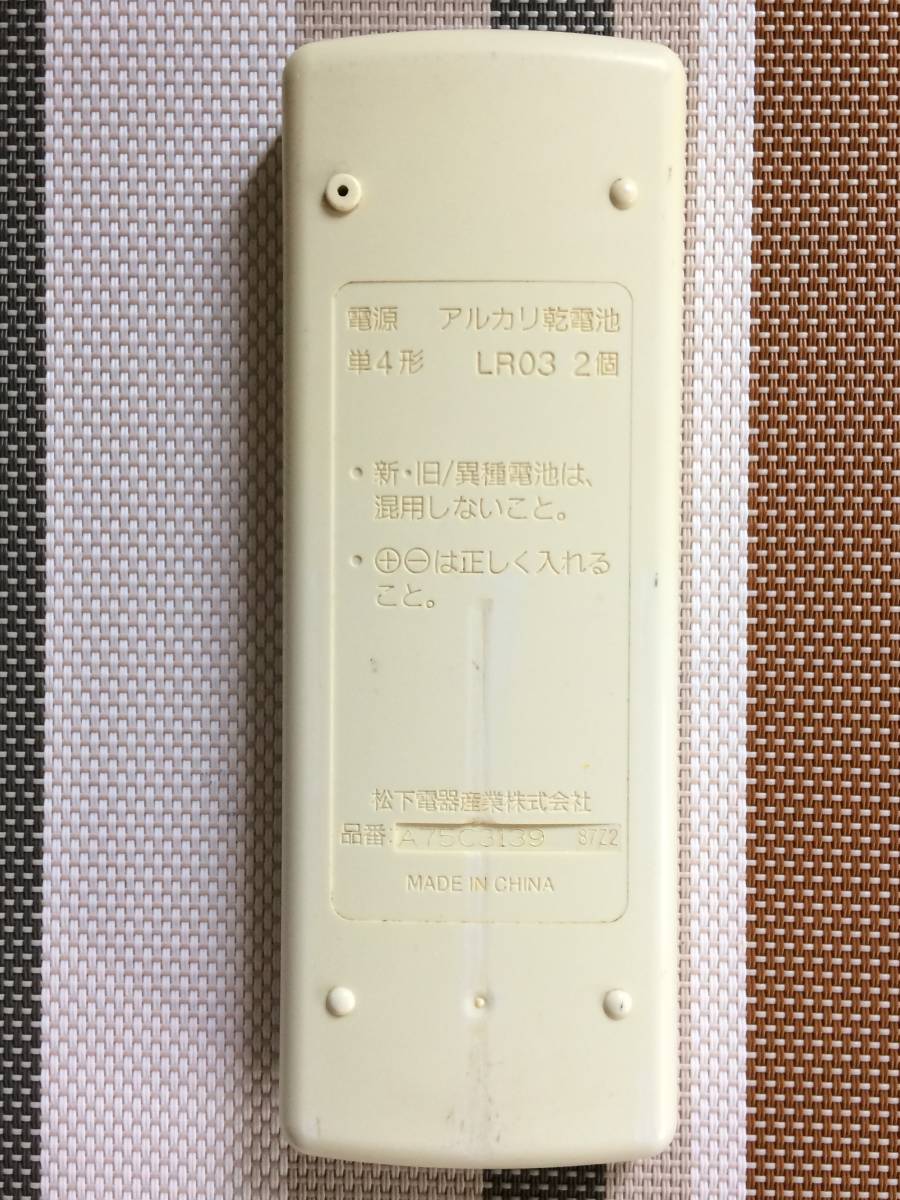 電源 アルカリ乾電池
単4形 LR03 2個
・新・旧/異種電池は、
混用しないこと。
・⊕⊖は正しく入れる
こと。
松下電器産業株式会社
品番:A75C3139 87Z2
MADE IN CHINA